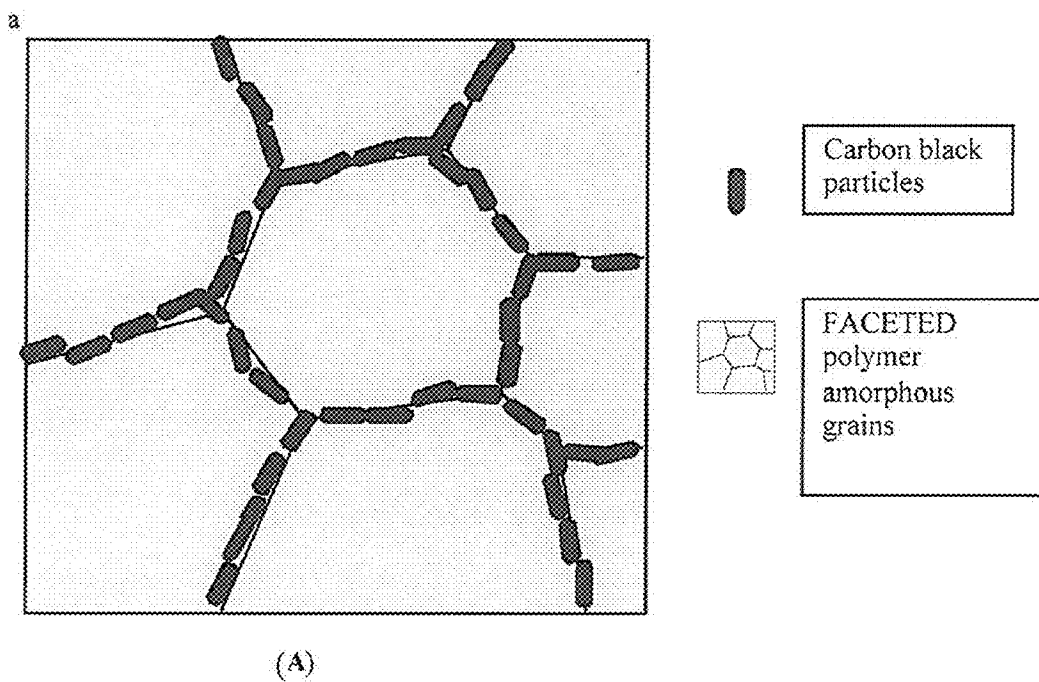 a
Carbon black
particles
FACETED
polymer
amorphous
grains
(A)